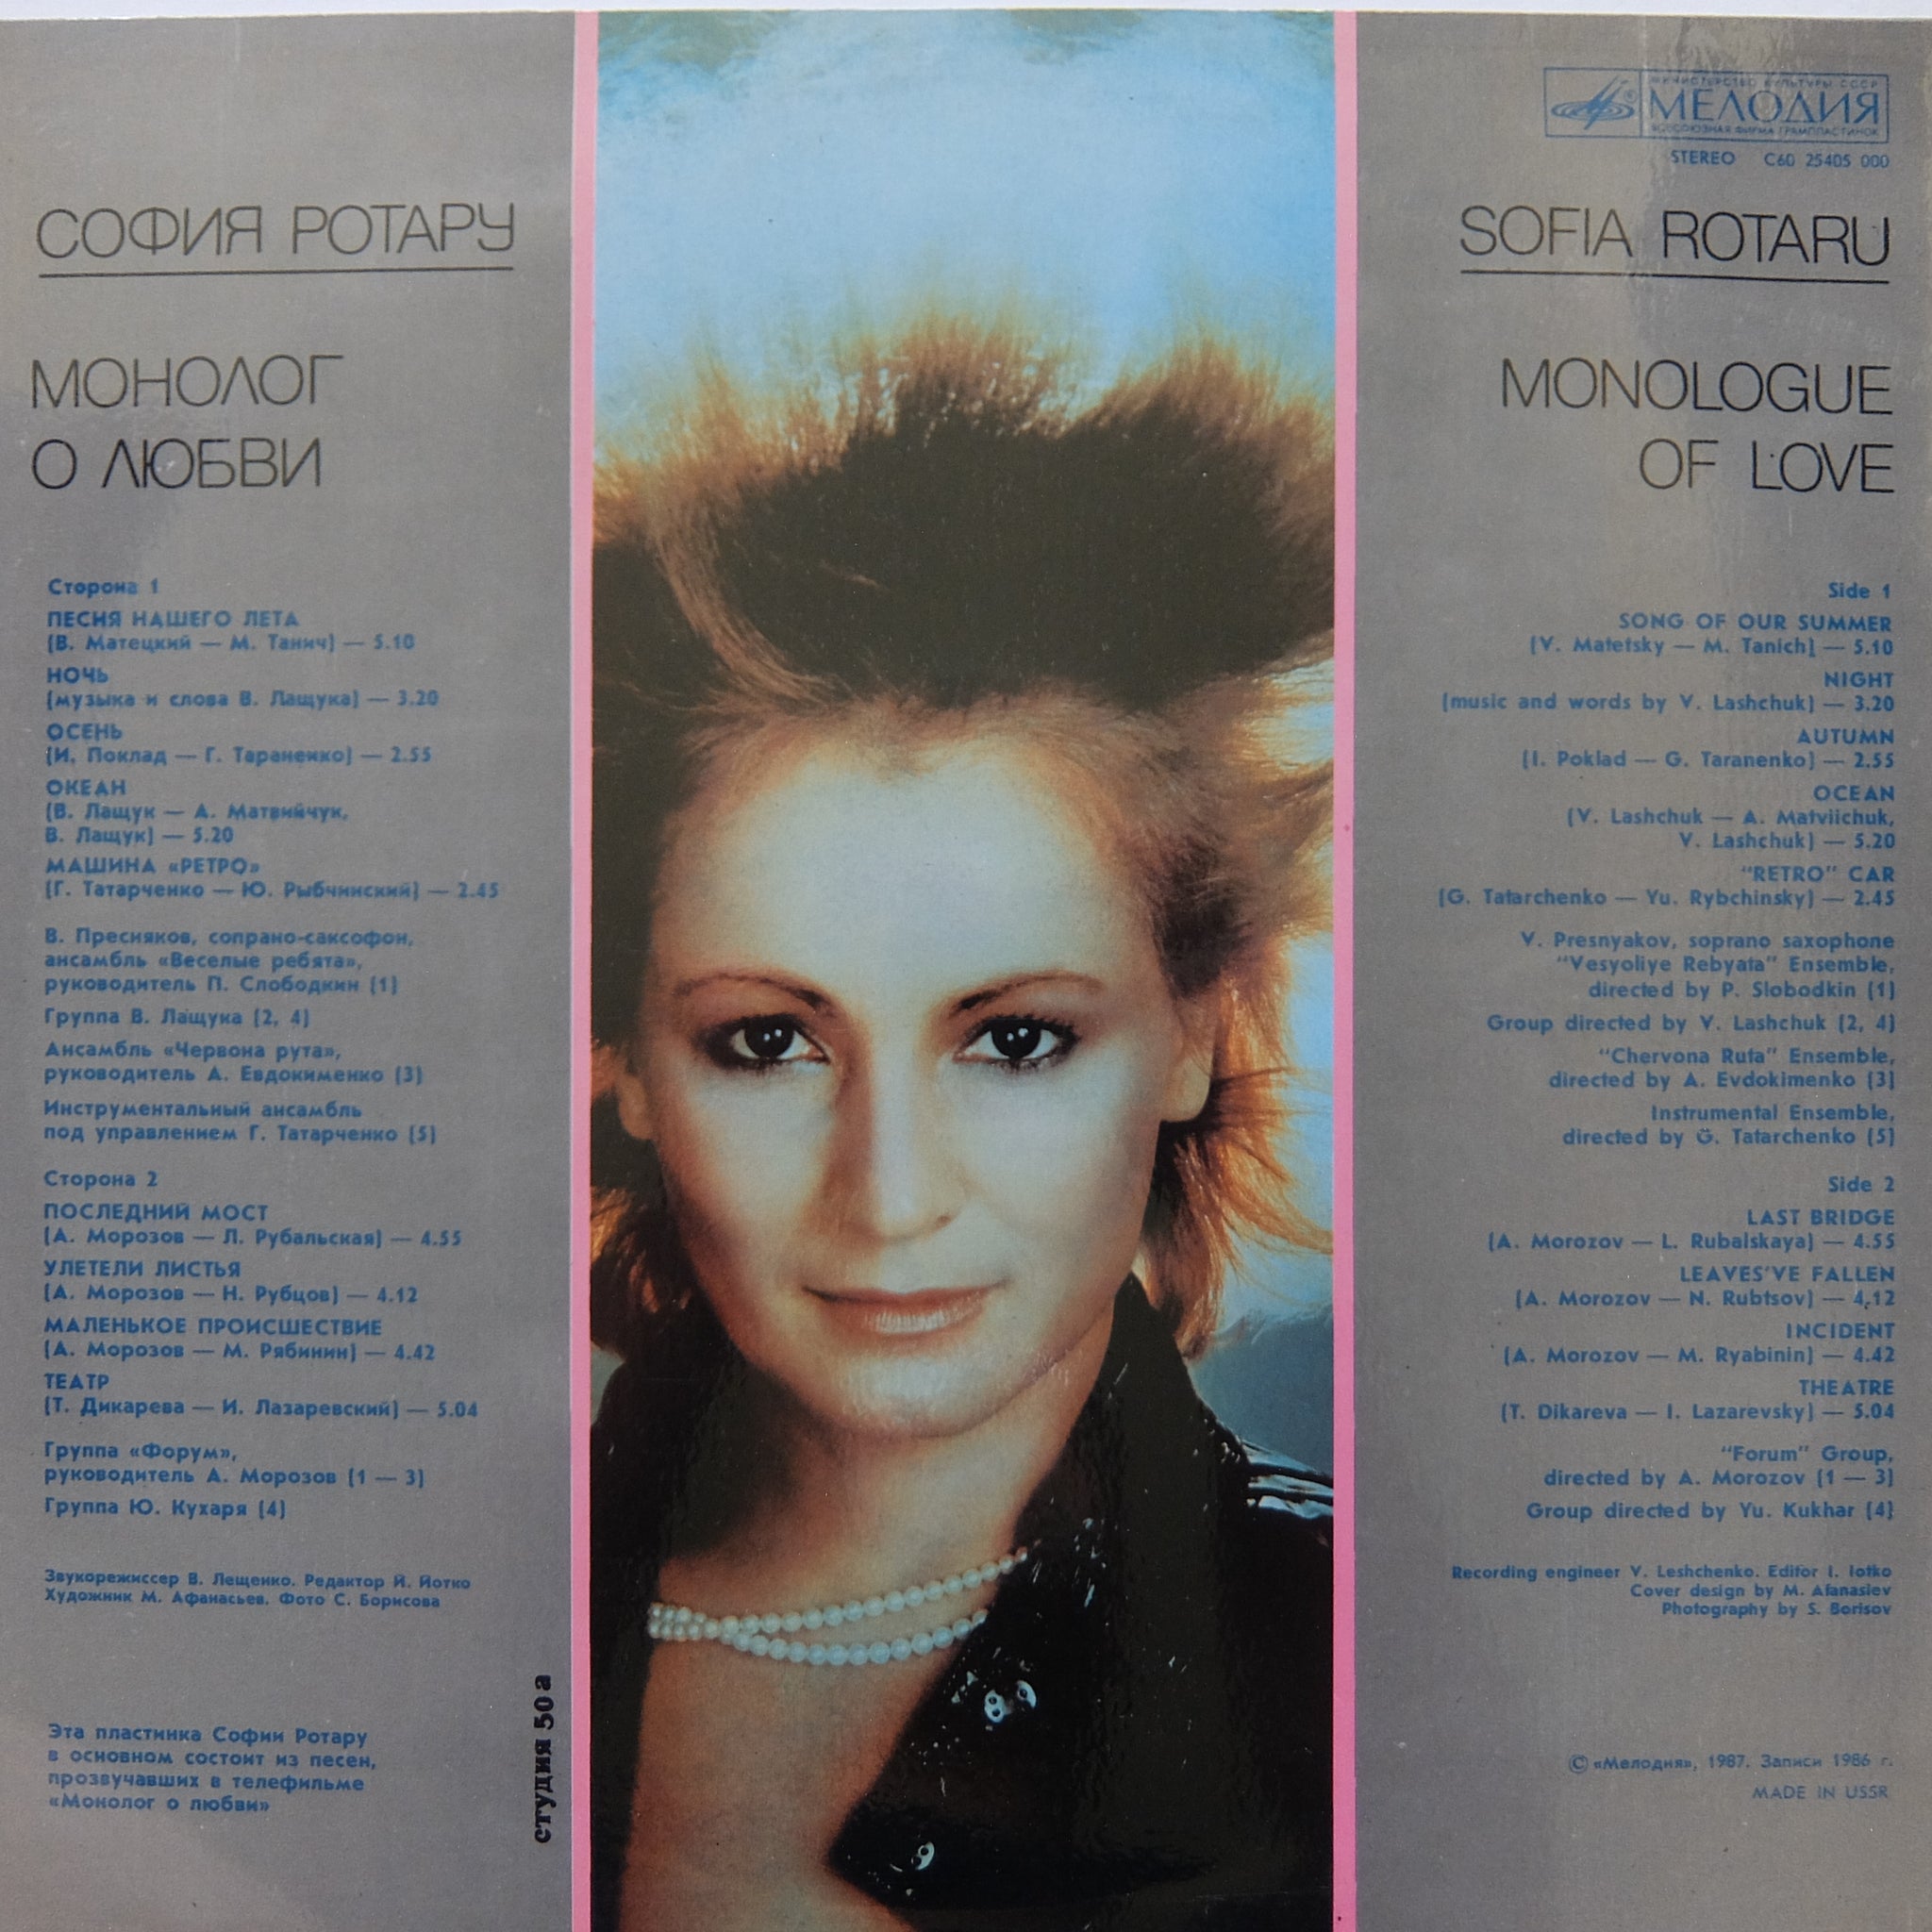 СОФИЯ РОТАРУ
МОНОЛОГ
О ЛЮБВИ
Сторона 1
ПЕСНЯ НАШЕГО ЛЕТА
(В. Матецкий — М. Танич) — 5.10
НОЧЬ
(музыка и слова В. Лащука) — 3.20
ОСЕНЬ
(И. Поклад — Г. Тараненко) — 2.55
ОКЕАН
(В. Лащук — А. Матвийчук,
В. Лащук) — 5.20
МАШИНА «РЕТРО»
(Г. Татарченко — Ю. Рыбчинский) — 2.45
В. Пресняков, сопрано-саксофон,
ансамбль «Веселые ребята»,
руководитель П. Слободкин (1)
Группа В. Лащука (2, 4)
Ансамбль «Червона рута»,
руководитель А. Евдокименко (3)
Инструментальный ансамбль
под управлением Г. Татарченко (5)
Сторона 2
ПОСЛЕДНИЙ МОСТ
(А. Морозов — Л. Рубальская) — 4.55
УЛЕТЕЛИ ЛИСТЬЯ
(А. Морозов — Н. Рубцов) — 4.12
МАЛЕНЬКОЕ ПРОИСШЕСТВИЕ
(А. Морозов — М. Рябинин) — 4.42
ТЕАТР
(Т. Дикарева — И. Лазаревский) — 5.04
Группа «Форум»,
руководитель А. Морозов (1 — 3)
Группа Ю. Кухаря (4)
Звукорежиссер В. Лещенко. Редактор Й. Йотко
Художник М. Афанасьев. Фото С. Борисова
Эта пластинка Софии Ротару
в основном состоит из песен,
прозвучавших в телефильме
«Монолог о любви»
студия 50а
МИНИСТЕРСТВО КУЛЬТУРЫ СССР
МЕЛОДИЯ
ВСЕСОЮЗНАЯ ФИРМА ГРАМПЛАСТИНОК
STEREO C60 25405 000
SOFIA ROTARU
MONOLOGUE
OF LOVE
Side 1
SONG OF OUR SUMMER
(V. Matetsky — M. Tanich) — 5.10
NIGHT
(music and words by V. Lashchuk) — 3.20
AUTUMN
(I. Poklad — G. Taranenko) — 2.55
OCEAN
(V. Lashchuk — A. Matviichuk,
V. Lashchuk) — 5.20
“RETRO” CAR
(G. Tatarchenko — Yu. Rybchinsky) — 2.45
V. Presnyakov, soprano saxophone
“Vesyoliye Rebyata” Ensemble,
directed by P. Slobodkin (1)
Group directed by V. Lashchuk (2, 4)
“Chervona Ruta” Ensemble,
directed by A. Evdokimenko (3)
Instrumental Ensemble,
directed by G. Tatarchenko (5)
Side 2
LAST BRIDGE
(A. Morozov — L. Rubalskaya) — 4.55
LEAVES'VE FALLEN
(A. Morozov — N. Rubtsov) — 4.12
INCIDENT
(A. Morozov — M. Ryabinin) — 4.42
THEATRE
(T. Dikareva — I. Lazarevsky) — 5.04
“Forum” Group,
directed by A. Morozov (1 — 3)
Group directed by Yu. Kukhar (4)
Recording engineer V. Leshchenko. Editor I. Iotko
Cover design by M. Afanasiev
Photography by S. Borisov
© «Мелодия», 1987. Записи 1986 г.
MADE IN USSR